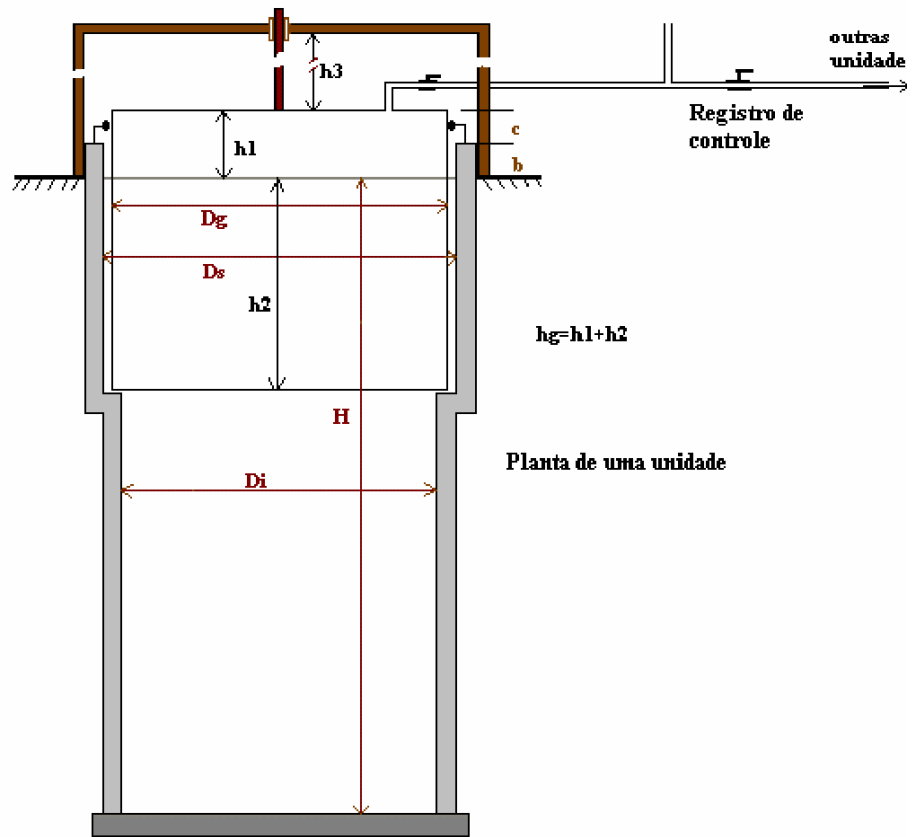 outras
unidade
h3
Registro de
controle
c
h1
b
Dg
Ds
h2
hg=h1+h2
H
Planta de uma unidade
Di